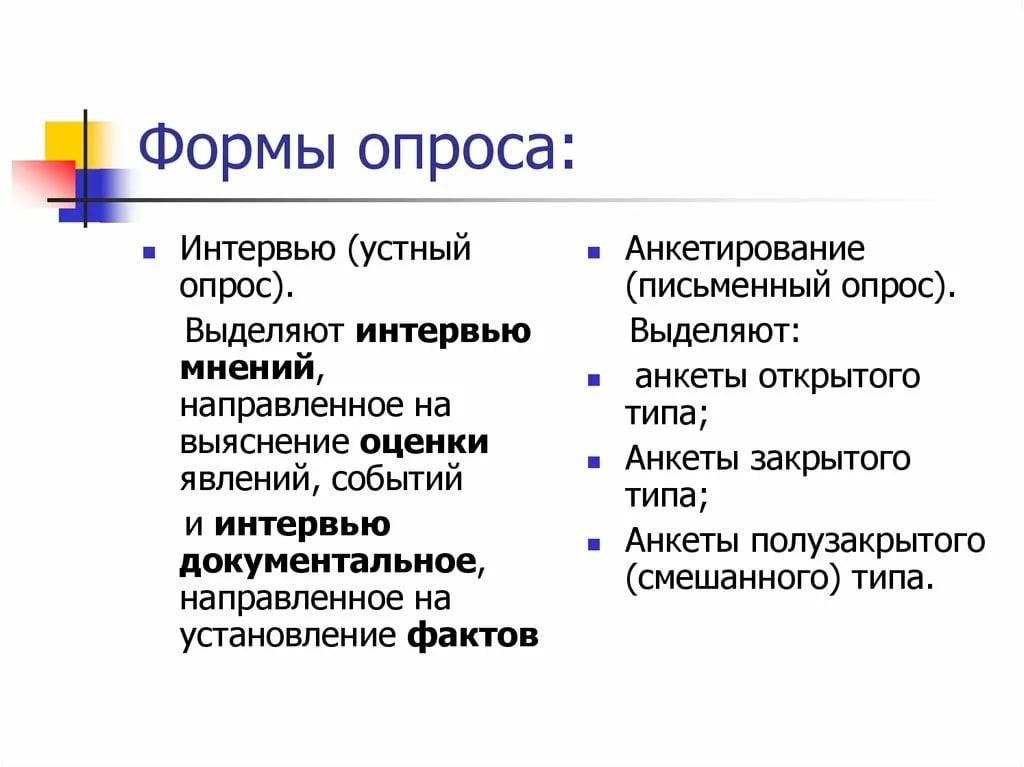 Формы опроса:
Интервью (устный
опрос).
Выделяют интервью
мнений,
направленное на
выяснение оценки
явлений, событий
и интервью
документальное,
направленное на
установление фактов
Анкетирование
(письменный опрос).
Выделяют:
анкеты открытого
типа;
Анкеты закрытого
типа;
Анкеты полузакрытого
(смешанного) типа.